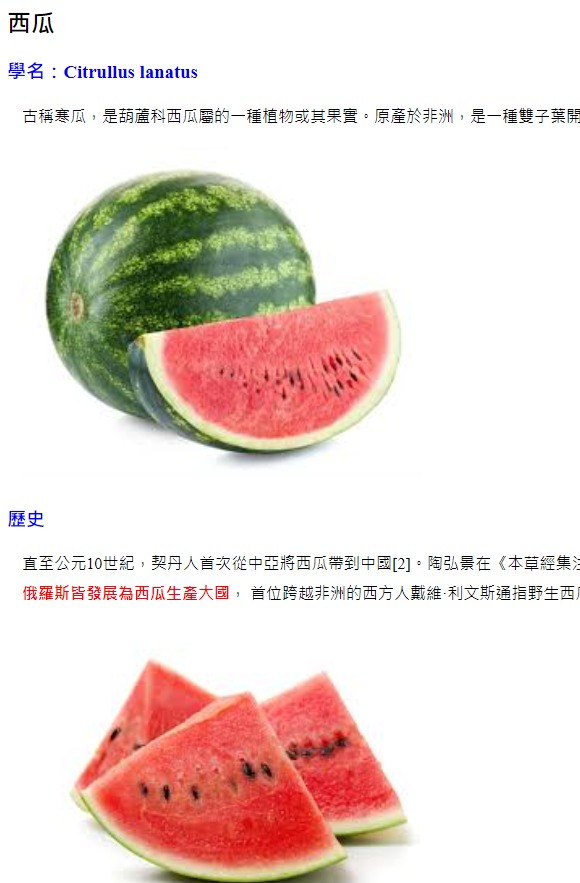 西瓜
學名：Citrullus lanatus
古稱寒瓜，是葫蘆科西瓜屬的一種植物或其果實。原產於非洲，是一種雙子葉開
歷史
直至公元10世紀，契丹人首次從中亞將西瓜帶到中國[2]。陶弘景在《本草經集注
俄羅斯皆發展為西瓜生產大國， 首位跨越非洲的西方人戴維·利文斯通指野生西瓜